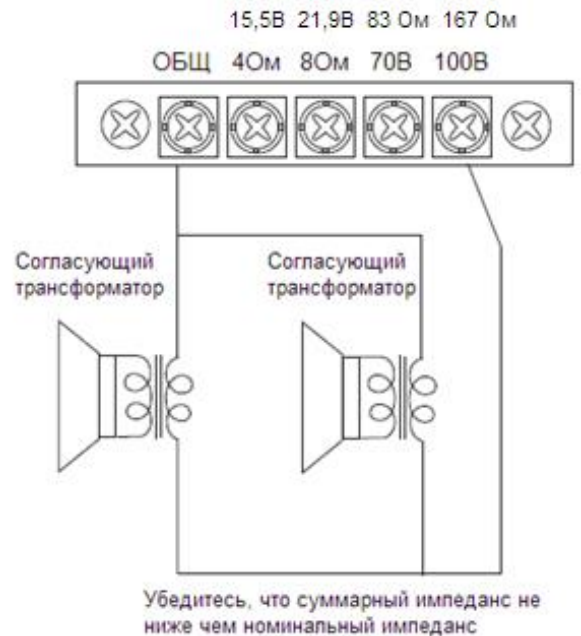 15,5В 21,9В 83 Ом 167 Ом
ОБЩ 4Ом 8Ом 70В 100В
Согласующий
трансформатор
Согласующий
трансформатор
Убедитесь, что суммарный импеданс не
ниже чем номинальный импеданс